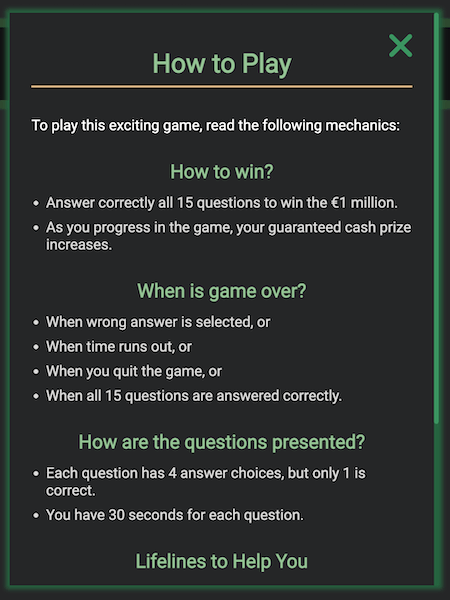 How to Play
To play this exciting game, read the following mechanics:
How to win?
• Answer correctly all 15 questions to win the €1 million.
• As you progress in the game, your guaranteed cash prize
increases.
When is game over?
• When wrong answer is selected, or
• When time runs out, or
• When you quit the game, or
• When all 15 questions are answered correctly.
How are the questions presented?
• Each question has 4 answer choices, but only 1 is
correct.
• You have 30 seconds for each question.
Lifelines to Help You